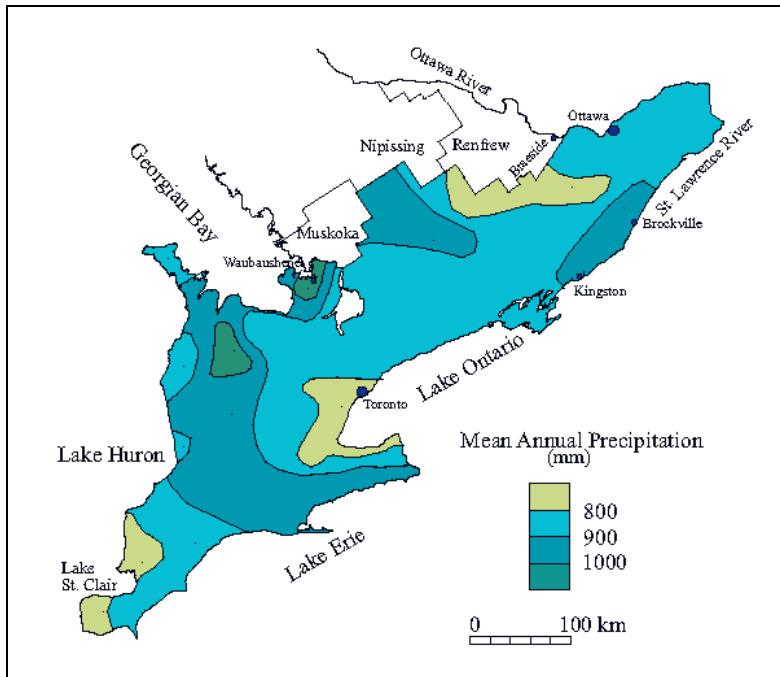 Ottawa River
Ottawa
Nipissing
Renfrew
Braeside
Georgian Bay
St. Lawrence River
Muskoka
Brockville
Waubaushene
Kingston
Lake Ontario
Toronto
Lake Huron
Mean Annual Precipitation
(mm)
800
900
1000
Lake Erie
Lake
St. Clair
0 100 km